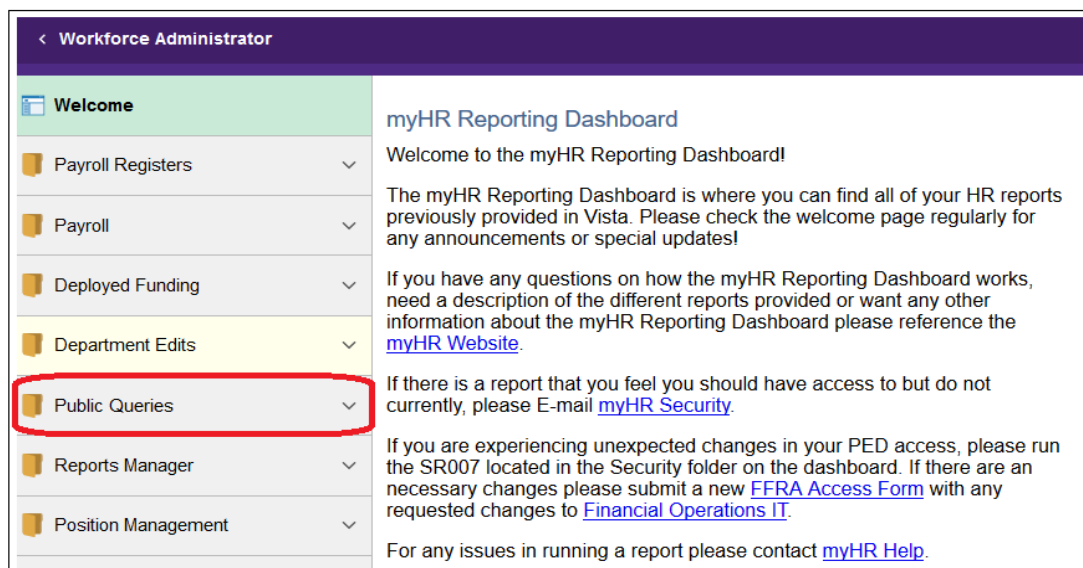 < Workforce Administrator
Welcome
Payroll Registers
Payroll
Deployed Funding
Department Edits
Public Queries
Reports Manager
Position Management
myHR Reporting Dashboard
Welcome to the myHR Reporting Dashboard!
The myHR Reporting Dashboard is where you can find all of your HR reports
previously provided in Vista. Please check the welcome page regularly for
any announcements or special updates!
If you have any questions on how the myHR Reporting Dashboard works,
need a description of the different reports provided or want any other
information about the myHR Reporting Dashboard please reference the
myHR Website.
If there is a report that you feel you should have access to but do not
currently, please E-mail myHR Security.
If you are experiencing unexpected changes in your PED access, please run
the SR007 located in the Security folder on the dashboard. If there are an
necessary changes please submit a new FFRA Access Form with any
requested changes to Financial Operations IT.
For any issues in running a report please contact myHR Help.